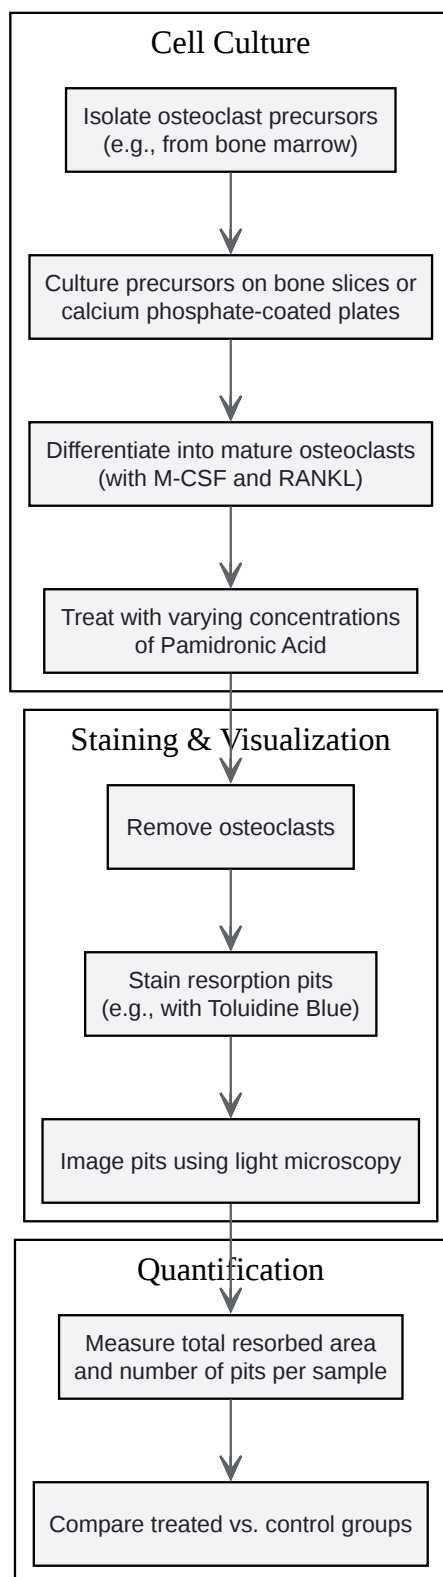 Cell Culture
Isolate osteoclast precursors
(e.g., from bone marrow)
Culture precursors on bone slices or
calcium phosphate-coated plates
Differentiate into mature osteoclasts
(with M-CSF and RANKL)
Treat with varying concentrations
of Pamidronic Acid
Staining & Visualization
Remove osteoclasts
Stain resorption pits
(e.g., with Toluidine Blue)
Image pits using light microscopy
Quantification
Measure total resorbed area
and number of pits per sample
Compare treated vs. control groups